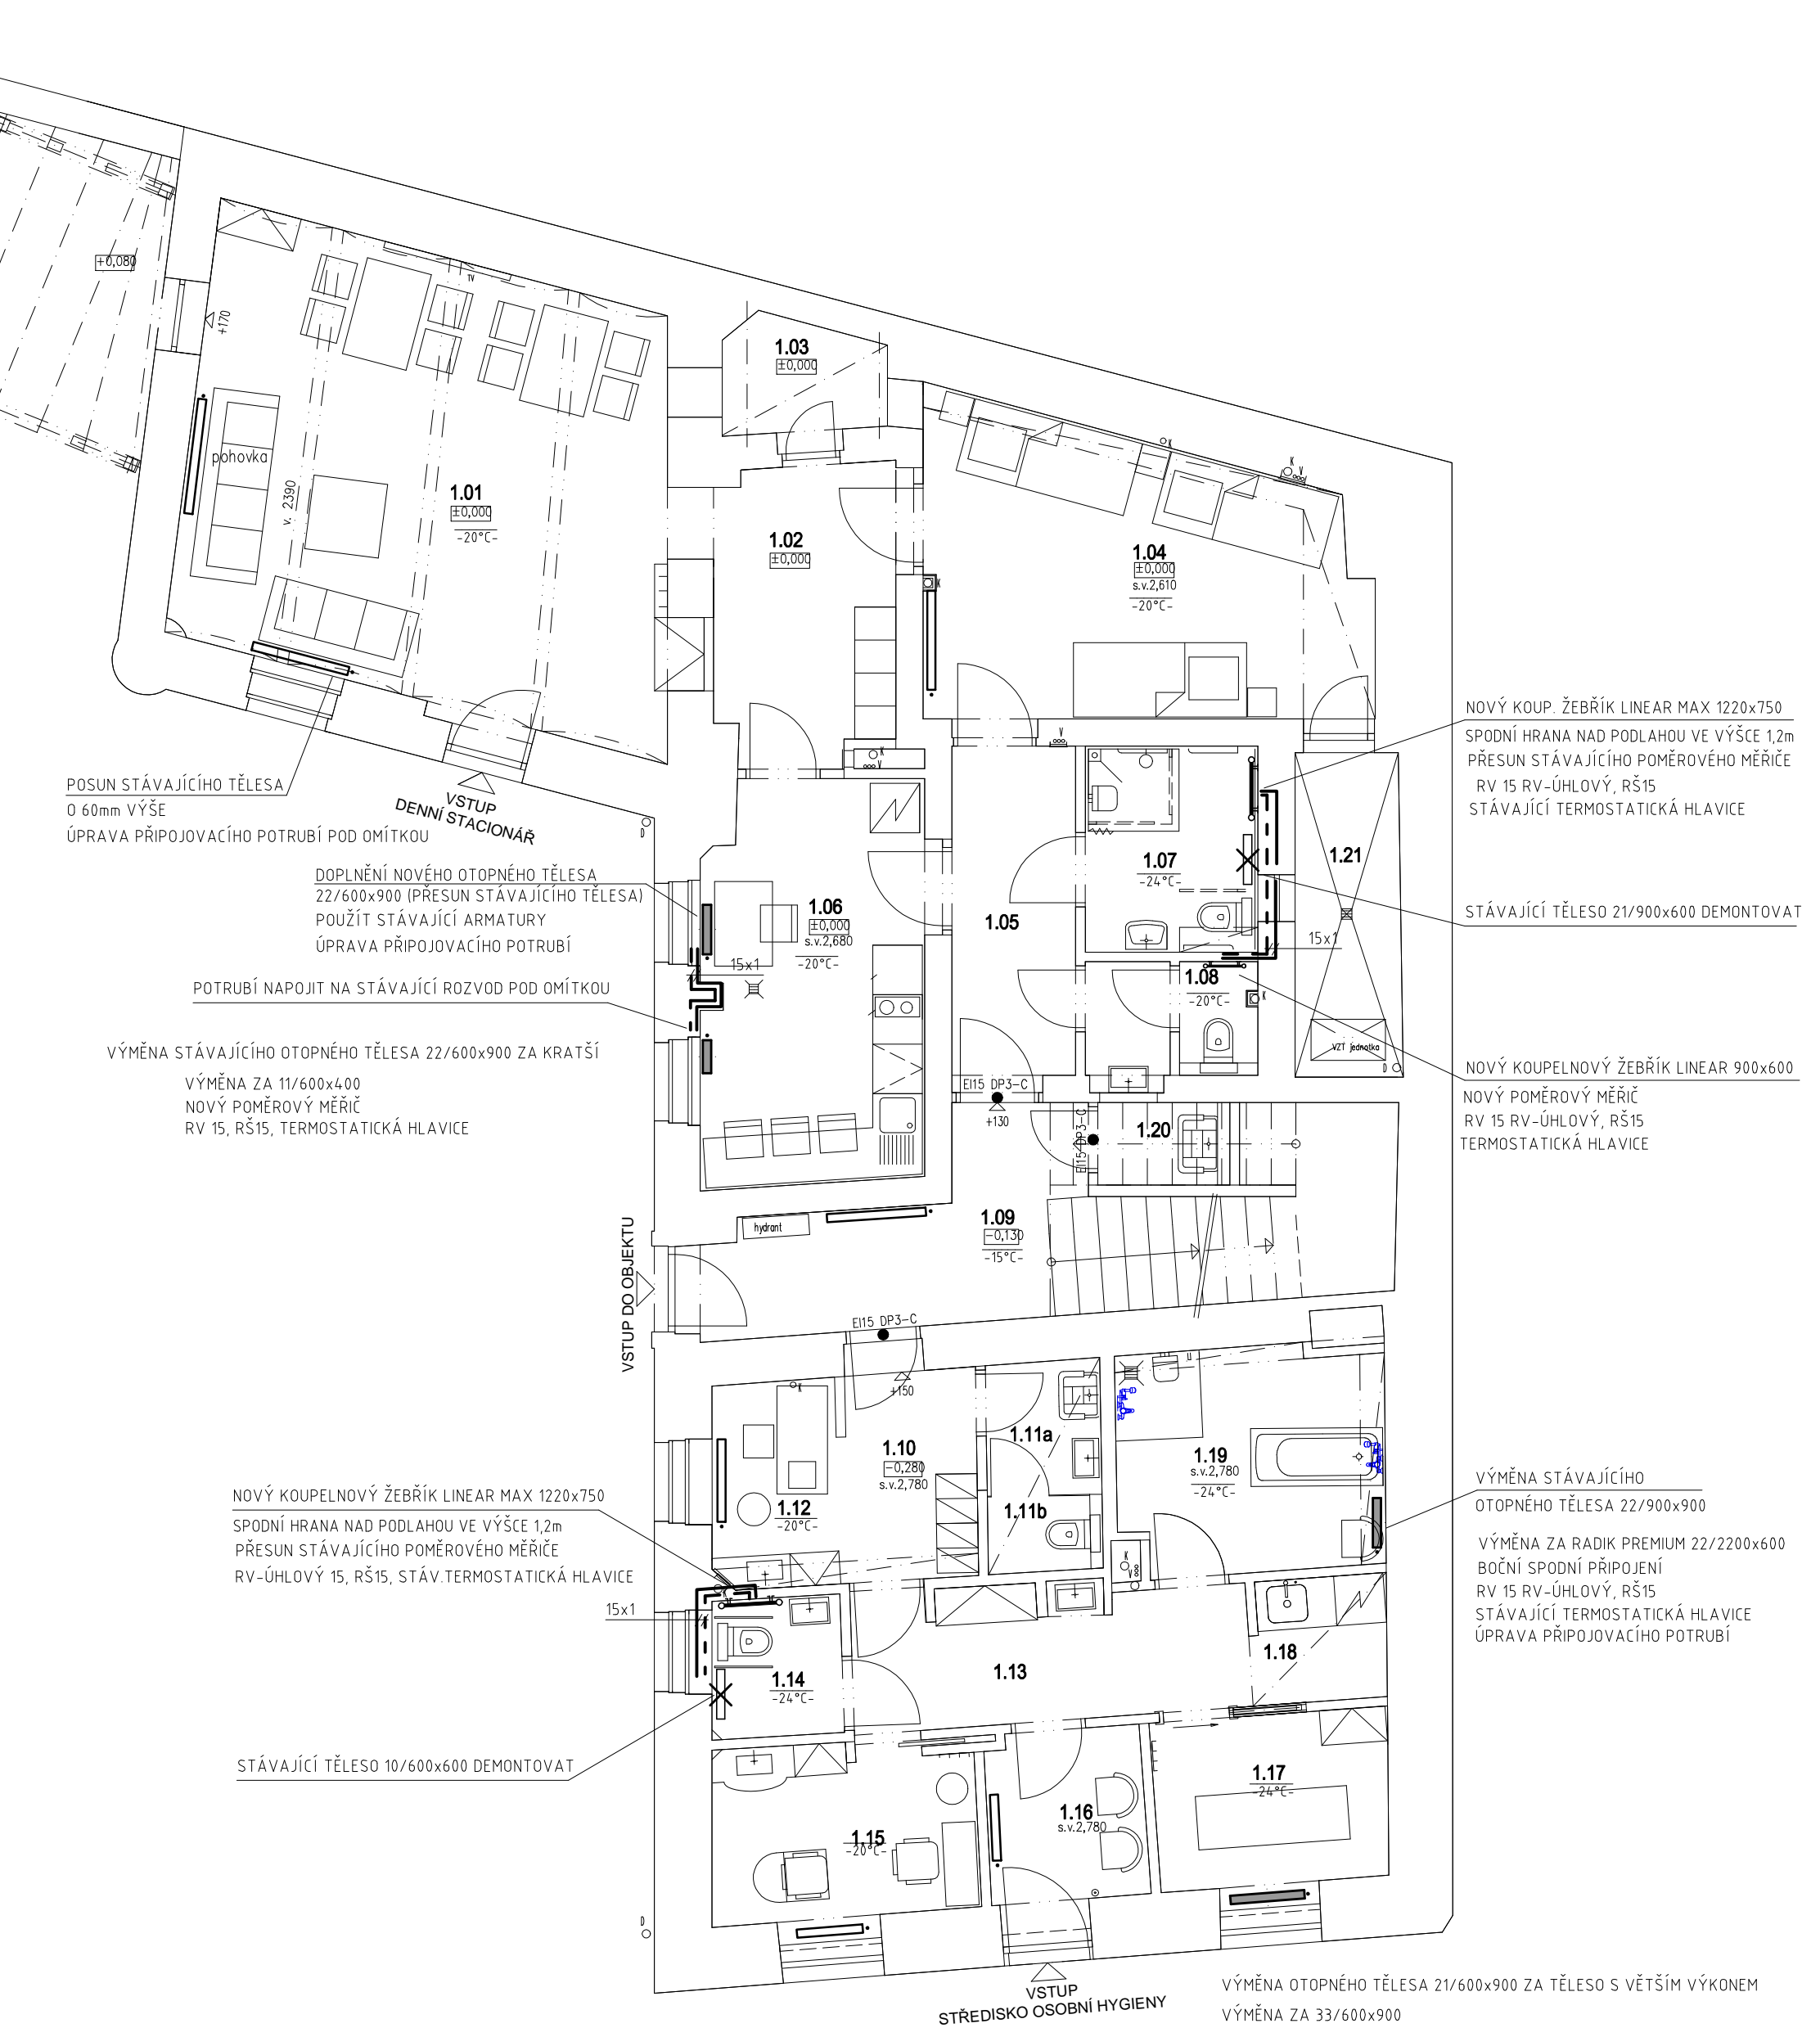 +0,080
+170
TV
1.03
±0,000
pohovka
v. 2390
1.01
±0,000
-20°C-
1.02
±0,000
K
K
V
1.04
±0,000
s.v.2,610
-20°C-
K
NOVÝ KOUP. ŽEBŘÍK LINEAR MAX 1220x750
SPODNÍ HRANA NAD PODLAHOU VE VÝŠCE 1,2m
PŘESUN STÁVAJÍCÍHO POMĚROVÉHO MĚŘIČE
RV 15 RV-ÚHLOVÝ, RŠ15
STÁVAJÍCÍ TERMOSTATICKÁ HLAVICE
POSUN STÁVAJÍCÍHO TĚLESA
O 60mm VÝŠE
ÚPRAVA PŘIPOJOVACÍHO POTRUBÍ POD OMÍTKOU
VSTUP
DENNÍ STACIONÁŘ
D
K
V
V
DOPLNĚNÍ NOVÉHO OTOPNÉHO TĚLESA
22/600x900 (PŘESUN STÁVAJÍCÍHO TĚLESA)
POUŽÍT STÁVAJÍCÍ ARMATURY
ÚPRAVA PŘIPOJOVACÍHO POTRUBÍ
1.06
±0,000
s.v.2,680
-20°C-
15x1
1.05
1.07
-24°C-
1.21
STÁVAJÍCÍ TĚLESO 21/900x600 DEMONTOVAT
15x1
1.08
-20°C-
K
POTRUBÍ NAPOJIT NA STÁVAJÍCÍ ROZVOD POD OMÍTKOU
VÝMĚNA STÁVAJÍCÍHO OTOPNÉHO TĚLESA 22/600x900 ZA KRATŠÍ
VÝMĚNA ZA 11/600x400
NOVÝ POMĚROVÝ MĚŘIČ
RV 15, RŠ15, TERMOSTATICKÁ HLAVICE
VZT jednotka
D
NOVÝ KOUPELNOVÝ ŽEBŘÍK LINEAR 900x600
NOVÝ POMĚROVÝ MĚŘIČ
RV 15 RV-ÚHLOVÝ, RŠ15
TERMOSTATICKÁ HLAVICE
EI15 DP3-C
+130
EI15 DP3-C
1.20
hydrant
1.09
-0,130
-15°C-
VSTUP DO OBJEKTU
EI15 DP3-C
+150
K
1.10
-0,280
s.v.2,780
1.12
-20°C-
1.11a
1.11b
1.19
s.v.2,780
-24°C-
K
V
VÝMĚNA STÁVAJÍCÍHO
OTOPNÉHO TĚLESA 22/900x900
VÝMĚNA ZA RADIK PREMIUM 22/2200x600
BOČNÍ SPODNÍ PŘIPOJENÍ
RV 15 RV-ÚHLOVÝ, RŠ15
STÁVAJÍCÍ TERMOSTATICKÁ HLAVICE
ÚPRAVA PŘIPOJOVACÍHO POTRUBÍ
NOVÝ KOUPELNOVÝ ŽEBŘÍK LINEAR MAX 1220x750
SPODNÍ HRANA NAD PODLAHOU VE VÝŠCE 1,2m
PŘESUN STÁVAJÍCÍHO POMĚROVÉHO MĚŘIČE
RV-ÚHLOVÝ 15, RŠ15, STÁV.TERMOSTATICKÁ HLAVICE
15x1
1.14
-24°C-
1.13
1.18
STÁVAJÍCÍ TĚLESO 10/600x600 DEMONTOVAT
1.15
-20°C-
1.16
s.v.2,780
1.17
-24°C-
D
VSTUP
STŘEDISKO OSOBNÍ HYGIENY
VÝMĚNA OTOPNÉHO TĚLESA 21/600x900 ZA TĚLESO S VĚTŠÍM VÝKONEM
VÝMĚNA ZA 33/600x900